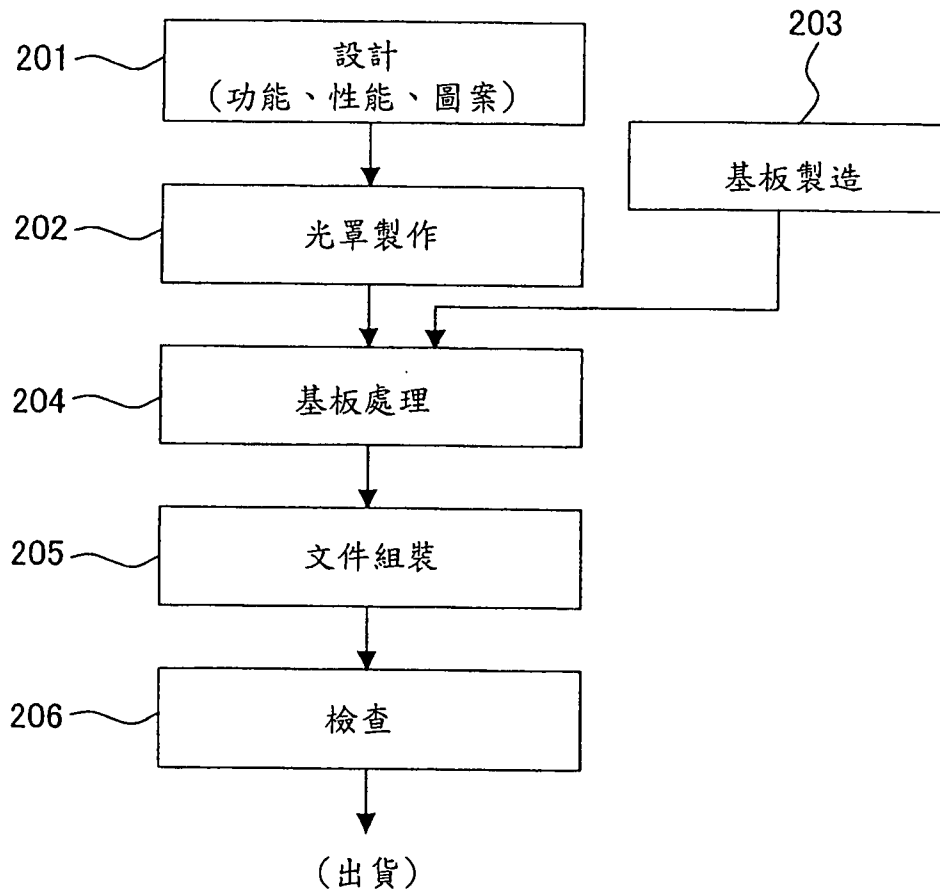 201
設計
（功能、性能、圖案）
203
基板製造
202
光罩製作
204
基板處理
205
文件組裝
206
檢查
（出貨）